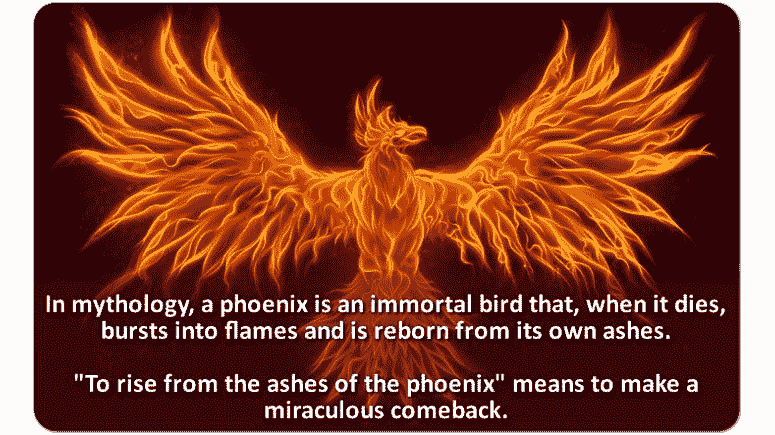 In mythology, a phoenix is an immortal bird that, when it dies,
bursts into flames and is reborn from its own ashes.
"To rise from the ashes of the phoenix" means to make a
miraculous comeback.